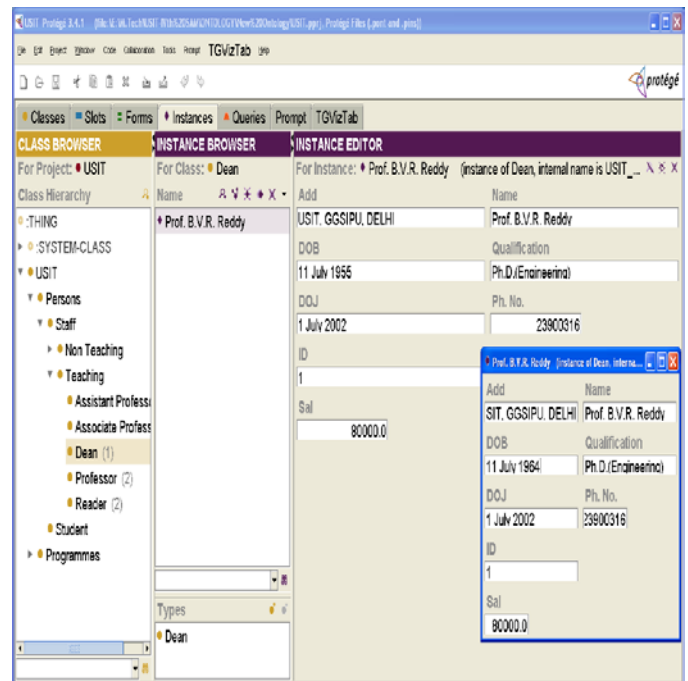 USIT Protégé 3.4.1
File Edit Project Window Code Collaboration Tools Prompt TGVizTab Help
protégé
Classes Slots Forms Instances Queries Prompt TGVizTab
CLASS BROWSER
For Project: USIT
Class Hierarchy
:THING
:SYSTEM-CLASS
USIT
Persons
Staff
Non Teaching
Teaching
Assistant Profess
Associate Profess
Dean (1)
Professor (2)
Reader (2)
Student
Programmes
INSTANCE BROWSER
For Class: Dean
Name
Prof. B.V.R. Reddy
Types
Dean
INSTANCE EDITOR
For Instance: Prof. B.V.R. Reddy (instance of Dean, internal name is USIT_...
Add
USIT, GGSIPU, DELHI
Name
Prof. B.V.R. Reddy
DOB
11 July 1955
Qualification
Ph.D.(Engineering)
DOJ
1 July 2002
Ph. No.
23900316
ID
1
Sal
80000.0
Prof. B.V.R. Reddy (instance of Dean, interna...
Add
SIT, GGSIPU, DELHI
Name
Prof. B.V.R. Reddy
DOB
11 July 1964
Qualification
Ph.D.(Engineering)
DOJ
1 July 2002
Ph. No.
23900316
ID
1
Sal
80000.0